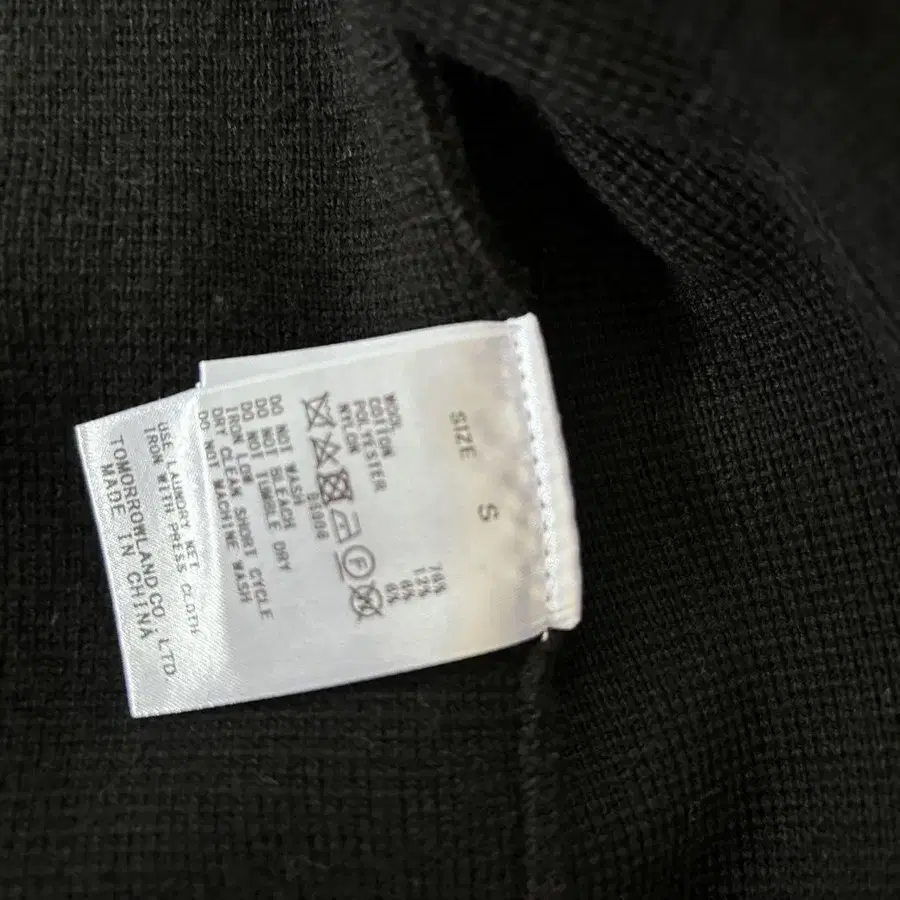 SIZE S
WOOL 76%
COTTON 12%
POLYESTER 6%
NYLON 6%
F
DO NOT WASH
DO NOT BLEACH
DO NOT TUMBLE DRY
IRON LOW
DRY CLEAN SHORT CYCLE
DO NOT MACHINE WASH
USE LAUNDRY NET
IRON WITH PRESS CLOTH
TOMORROWLAND CO.,LTD
MADE IN CHINA